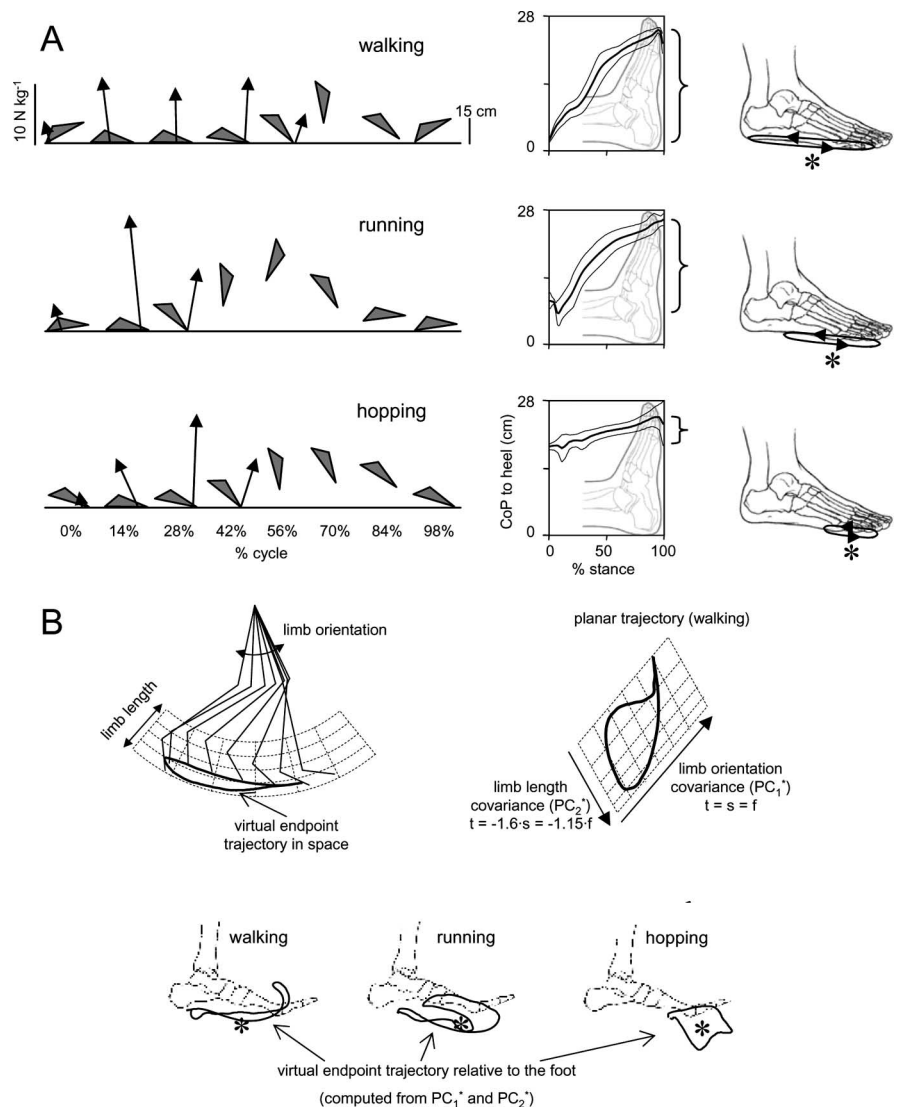 A
walking
10 N kg-1
15 cm
28
0
*
running
28
0
*
hopping
28
CoP to heel (cm)
0
*
0% 14% 28% 42% 56% 70% 84% 98%
% cycle
0 50 100
% stance
B
limb orientation
limb length
virtual endpoint
trajectory in space
planar trajectory (walking)
limb length
covariance (PC2*)
t = -1.6·s = -1.15·f
limb orientation
covariance (PC1*)
t = s = f
walking running hopping
* * *
virtual endpoint trajectory relative to the foot
(computed from PC1* and PC2*)